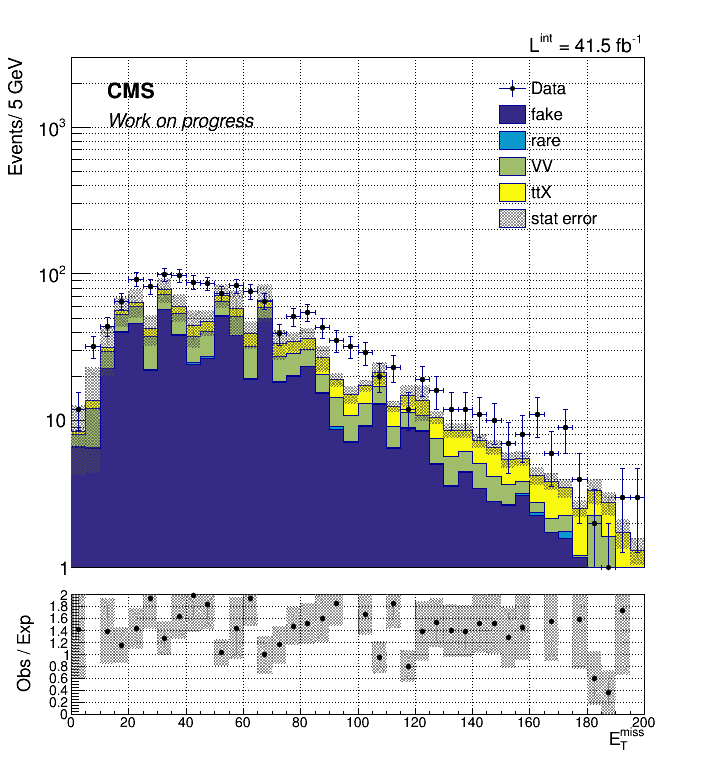 L^int = 41.5 fb^-1
Events/ 5 GeV
CMS
Work on progress
Data
fake
rare
VV
ttX
stat error
10^3
10^2
10
1
Obs / Exp
2
1.8
1.6
1.4
1.2
1
0.8
0.6
0.4
0.2
0
0 20 40 60 80 100 120 140 160 180 200
E_T^miss